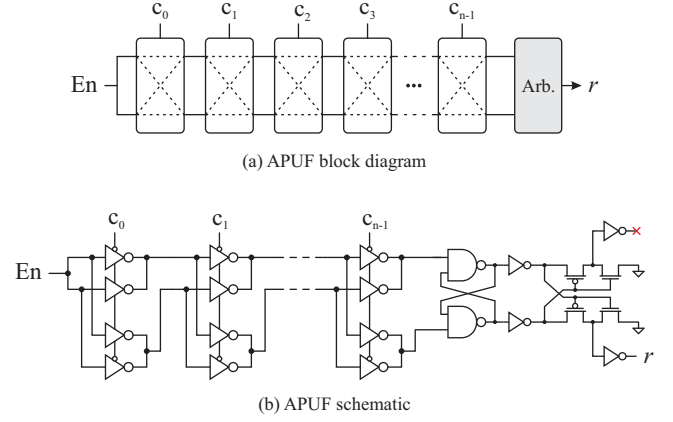 c0 c1 c2 c3 cn-1
En ... Arb. r
(a) APUF block diagram
c0 c1 cn-1
En
r
(b) APUF schematic